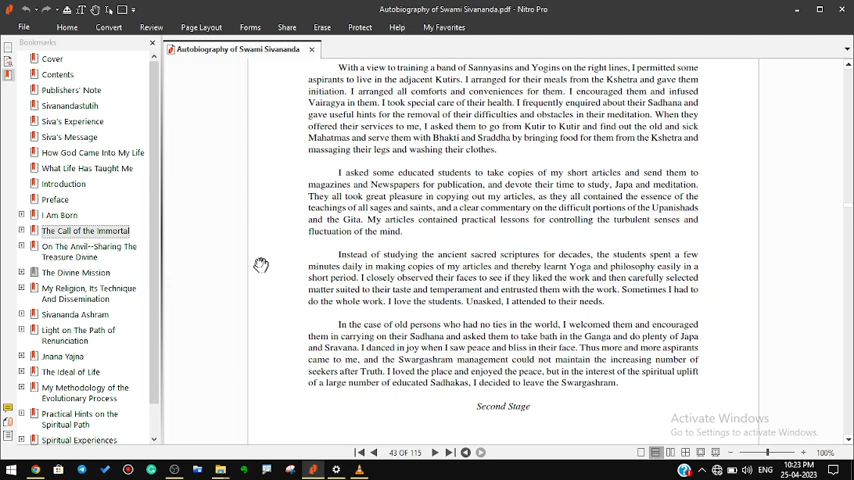 Autobiography of Swami Sivananda.pdf - Nitro Pro
File Home Convert Review Page Layout Forms Share Erase Protect Help My Favorites
Bookmarks
Autobiography of Swami Sivananda
Cover
Contents
Publishers' Note
Sivanandastuth
Siva's Experience
Siva's Message
How God Came Into My Life
What Life Has Taught Me
Introduction
Preface
I Am Born
The Call of the Immortal
On The Anvil--Sharing The
Treasure Divine
The Divine Mission
My Religion, Its Technique
And Dissemination
Sivananda Ashram
Light on The Path of
Renunciation
Jnana Yajna
The Ideal of Life
My Methodology of the
Evolutionary Process
Practical Hints on the
Spiritual Path
Spiritual Experiences
With a view to training a band of Sannyasins and Yogins on the right lines, I permitted some
aspirants to live in the adjacent Kutirs. I arranged for their meals from the Kshetra and gave them
initiation. I arranged all comforts and conveniences for them. I encouraged them and infused
Vairagya in them. I took special care of their health. I frequently enquired about their Sadhana and
gave useful hints for the removal of their difficulties and obstacles in their meditation. When they
offered their services to me, I asked them to go from Kutir to Kutir and find out the old and sick
Mahatmas and serve them with Bhakti and Sraddha by bringing food for them from the Kshetra and
massaging their legs and washing their clothes.
I asked some educated students to take copies of my short articles and send them to
magazines and Newspapers for publication, and devote their time to study, Japa and meditation.
They all took great pleasure in copying out my articles, as they all contained the essence of the
teachings of all sages and saints, and a clear commentary on the difficult portions of the Upanishads
and the Gita. My articles contained practical lessons for controlling the turbulent senses and
fluctuation of the mind.
Instead of studying the ancient sacred scriptures for decades, the students spent a few
minutes daily in making copies of my articles and thereby learnt Yoga and philosophy easily in a
short period. I closely observed their faces to see if they liked the work and then carefully selected
matter suited to their taste and temperament and entrusted them with the work. Sometimes I had to
do the whole work. I love the students. Unasked, I attended to their needs.
In the case of old persons who had no ties in the world, I welcomed them and encouraged
them in carrying on their Sadhana and asked them to take bath in the Ganga and do plenty of Japa
and Sravana. I danced in joy when I saw peace and bliss in their face. Thus more and more aspirants
came to me, and the Swargashram management could not maintain the increasing number of
seekers after Truth. I loved the place and enjoyed the peace, but in the interest of the spiritual uplift
of a large number of educated Sadhakas, I decided to leave the Swargashram.
Second Stage
Activate Windows
Go to Settings to activate Windows.
43 OF 115
100%
ENG
10:23 PM
25-04-2023